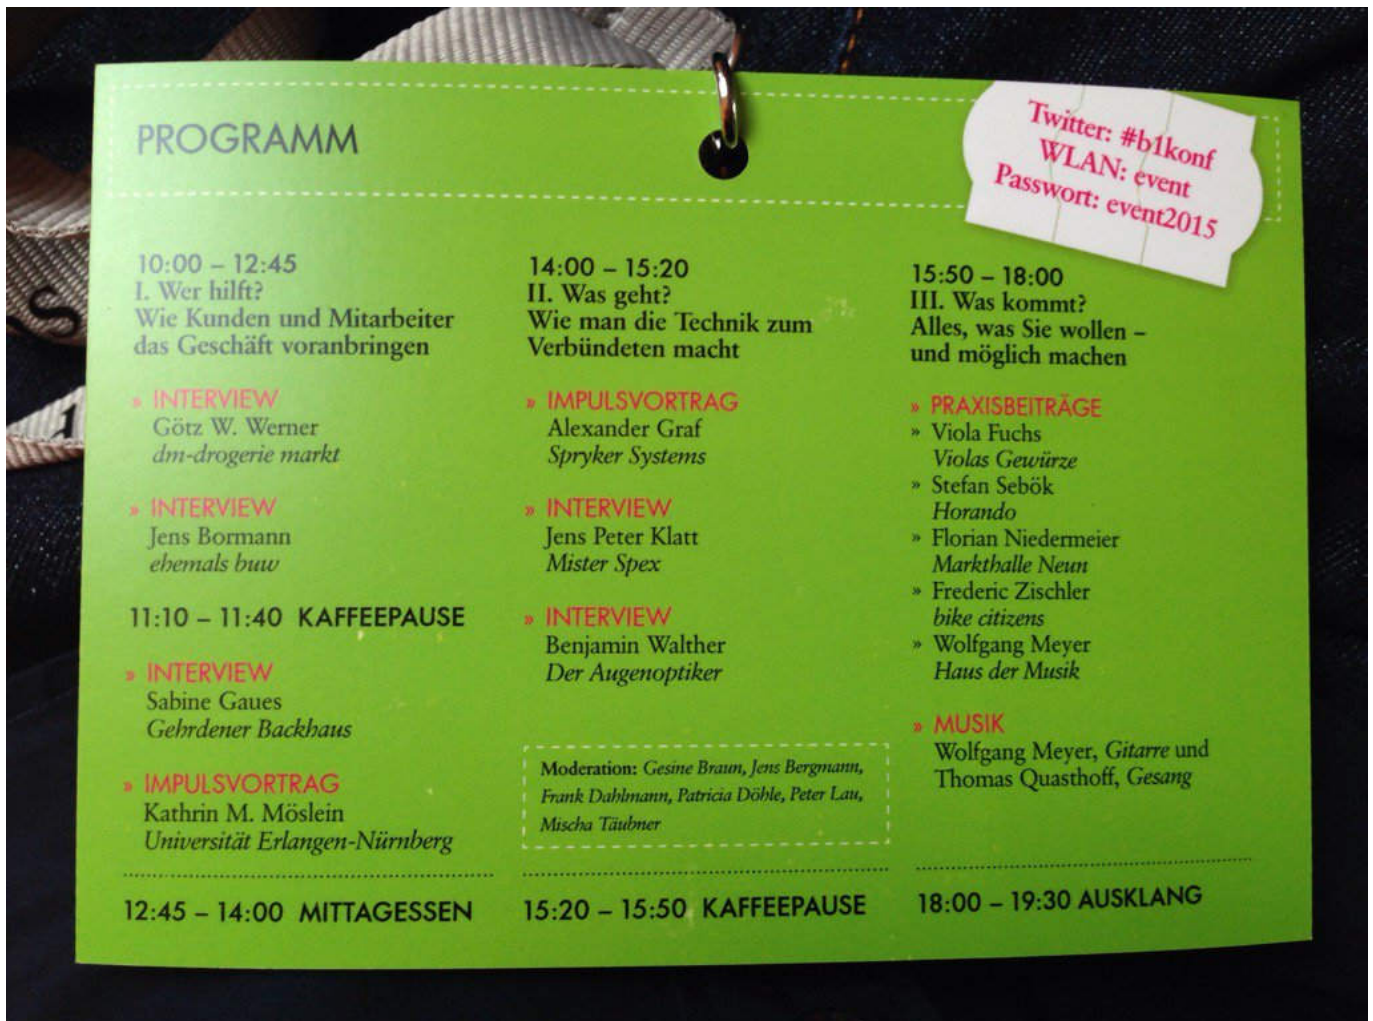 PROGRAMM
Twitter: #b1konf
WLAN: event
Passwort: event2015
10:00 – 12:45
I. Wer hilft?
Wie Kunden und Mitarbeiter
das Geschäft voranbringen
» INTERVIEW
Götz W. Werner
dm-drogerie markt
» INTERVIEW
Jens Bormann
ehemals buw
11:10 – 11:40 KAFFEEPAUSE
» INTERVIEW
Sabine Gaues
Gehrdener Backhaus
» IMPULSVORTRAG
Kathrin M. Möslein
Universität Erlangen-Nürnberg
12:45 – 14:00 MITTAGESSEN
14:00 – 15:20
II. Was geht?
Wie man die Technik zum
Verbündeten macht
» IMPULSVORTRAG
Alexander Graf
Spryker Systems
» INTERVIEW
Jens Peter Klatt
Mister Spex
» INTERVIEW
Benjamin Walther
Der Augenoptiker
Moderation: Gesine Braun, Jens Bergmann,
Frank Dahlmann, Patricia Döhle, Peter Lau,
Mischa Täubner
15:20 – 15:50 KAFFEEPAUSE
15:50 – 18:00
III. Was kommt?
Alles, was Sie wollen –
und möglich machen
» PRAXISBEITRÄGE
» Viola Fuchs
Violas Gewürze
» Stefan Sebök
Horando
» Florian Niedermeier
Markthalle Neun
» Frederic Zischler
bike citizens
» Wolfgang Meyer
Haus der Musik
» MUSIK
Wolfgang Meyer, Gitarre und
Thomas Quasthoff, Gesang
18:00 – 19:30 AUSKLANG